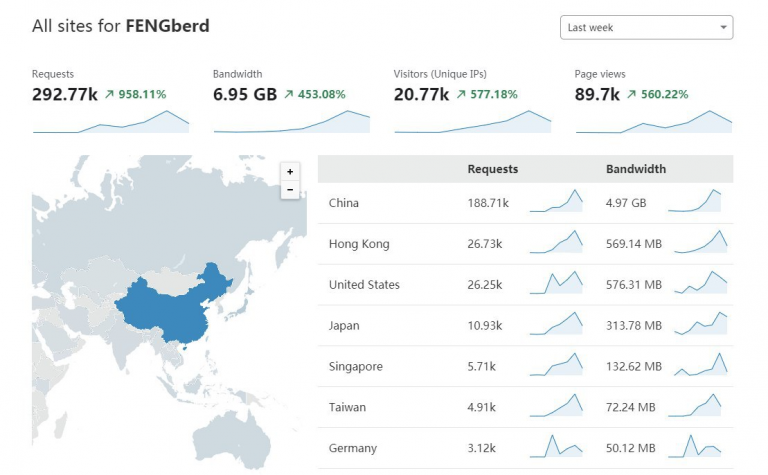 All sites for FENGberd
Last week
Requests
292.77k 958.11%
Bandwidth
6.95 GB 453.08%
Visitors (Unique IPs)
20.77k 577.18%
Page views
89.7k 560.22%
+
−
Requests Bandwidth
China 188.71k 4.97 GB
Hong Kong 26.73k 569.14 MB
United States 26.25k 576.31 MB
Japan 10.93k 313.78 MB
Singapore 5.71k 132.62 MB
Taiwan 4.91k 72.24 MB
Germany 3.12k 50.12 MB